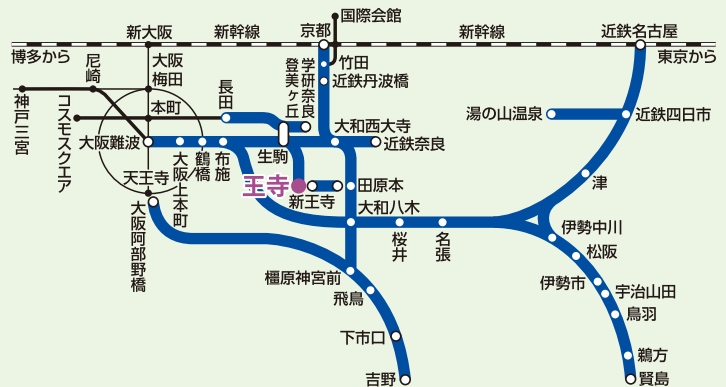 国際会館
新大阪
新幹線
京都
新幹線
近鉄名古屋
博多から
東京から
尼崎
大阪梅田
竹田
近鉄丹波橋
学研奈良登美ヶ丘
長田
本町
神戸三宮
コスモスクエア
湯の山温泉
近鉄四日市
大和西大寺
大阪難波
近鉄奈良
大阪上本町
鶴橋
布施
生駒
天王寺
王寺
新王寺
田原本
津
大阪阿部野橋
大和八木
桜井
名張
伊勢中川
松阪
橿原神宮前
伊勢市
宇治山田
飛鳥
鳥羽
下市口
鵜方
吉野
賢島